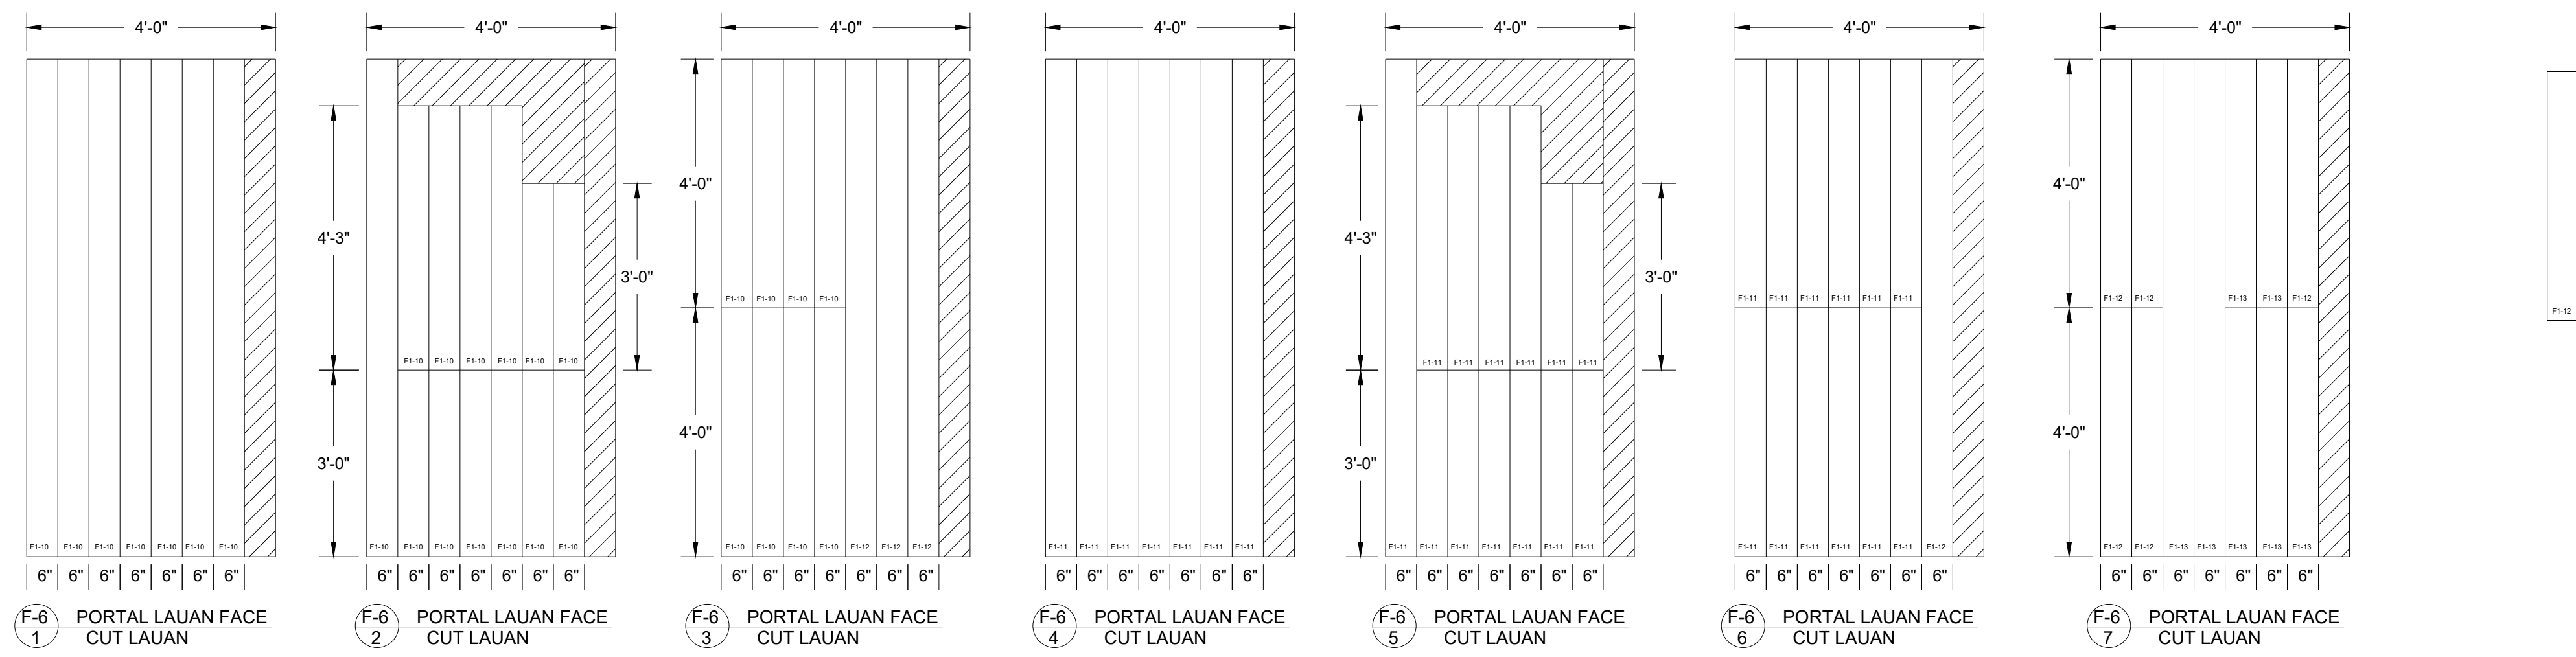 4'-0" 4'-0" 4'-0" 4'-0" 4'-0" 4'-0" 4'-0"
4'-0" 4'-0"
4'-3" 4'-3"
3'-0" 3'-0"
F1-10 F1-10 F1-10 F1-10 F1-11 F1-11 F1-11 F1-11 F1-11 F1-11 F1-12 F1-12 F1-13 F1-13 F1-12
F1-12
F1-10 F1-10 F1-10 F1-10 F1-10 F1-10 F1-11 F1-11 F1-11 F1-11 F1-11 F1-11
4'-0" 4'-0"
3'-0" 3'-0"
F1-10 F1-10 F1-10 F1-10 F1-10 F1-10 F1-10 F1-10 F1-10 F1-10 F1-10 F1-10 F1-10 F1-10 F1-10 F1-10 F1-10 F1-10 F1-12 F1-12 F1-12 F1-11 F1-11 F1-11 F1-11 F1-11 F1-11 F1-11 F1-11 F1-11 F1-11 F1-11 F1-11 F1-11 F1-11 F1-11 F1-11 F1-11 F1-11 F1-11 F1-11 F1-12 F1-12 F1-12 F1-13 F1-13 F1-13 F1-13 F1-13
6" 6" 6" 6" 6" 6" 6" 6" 6" 6" 6" 6" 6" 6" 6" 6" 6" 6" 6" 6" 6" 6" 6" 6" 6" 6" 6" 6" 6" 6" 6" 6" 6" 6" 6" 6" 6" 6" 6" 6" 6" 6" 6" 6" 6" 6" 6" 6" 6"
F-6 PORTAL LAUAN FACE
1 CUT LAUAN
F-6 PORTAL LAUAN FACE
2 CUT LAUAN
F-6 PORTAL LAUAN FACE
3 CUT LAUAN
F-6 PORTAL LAUAN FACE
4 CUT LAUAN
F-6 PORTAL LAUAN FACE
5 CUT LAUAN
F-6 PORTAL LAUAN FACE
6 CUT LAUAN
F-6 PORTAL LAUAN FACE
7 CUT LAUAN